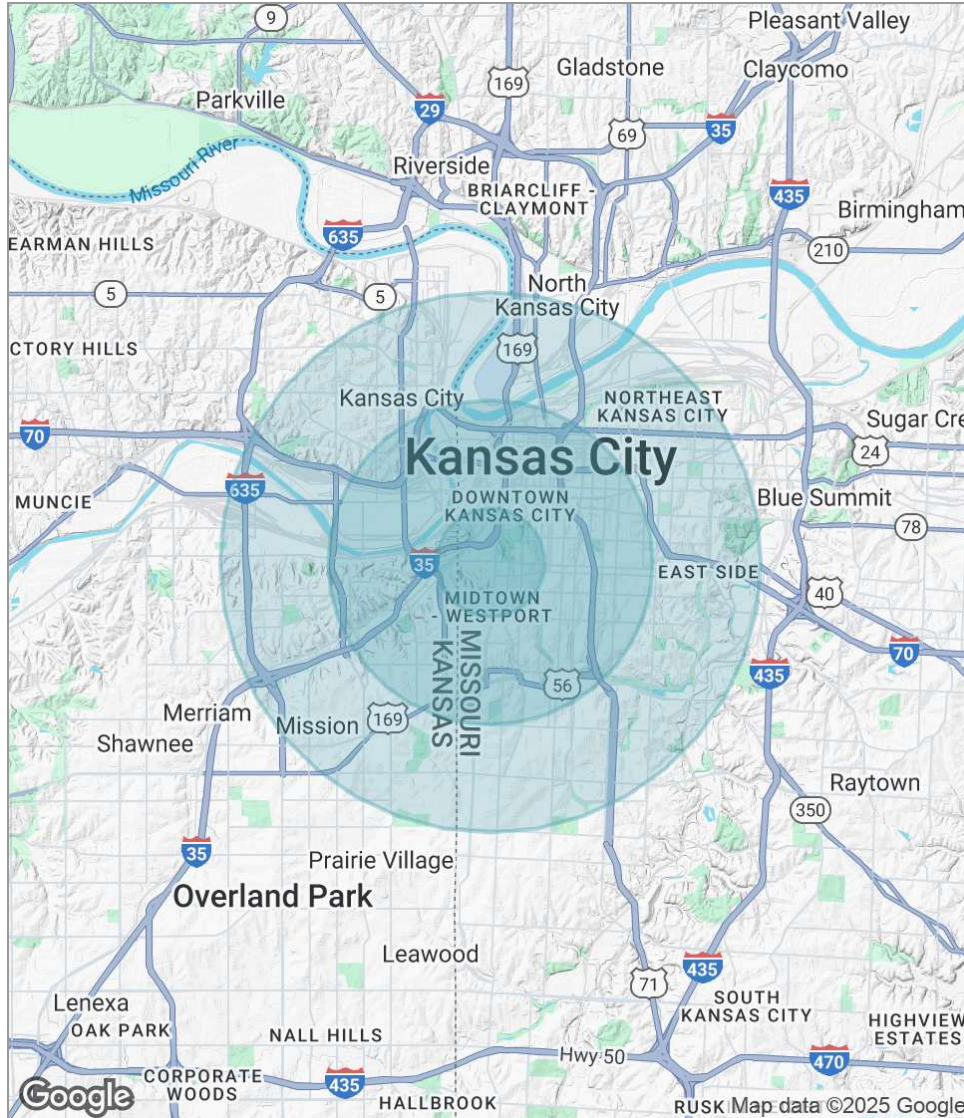 9
Pleasant Valley
169
Gladstone
Claycomo
Parkville
29
69
35
Missouri River
Riverside
BRIARCLIFF -
CLAYMONT
435
Birmingham
635
EARMAN HILLS
210
5
5
North
Kansas City
CTORY HILLS
169
Kansas City
NORTHEAST
KANSAS CITY
70
Sugar Cre
24
Kansas City
635
MUNCIE
DOWNTOWN
KANSAS CITY
Blue Summit
78
35
EAST SIDE
40
MIDTOWN
- WESTPORT
MISSOURI
KANSAS
70
56
435
Merriam
Mission
169
Shawnee
Raytown
350
35
Prairie Village
Overland Park
Leawood
435
71
Lenexa
OAK PARK
SOUTH
KANSAS CITY
NALL HILLS
HIGHVIEW
ESTATES
Hwy 50
470
CORPORATE
WOODS
435
Google
HALLBROOK
RUSK
Map data ©2025 Google